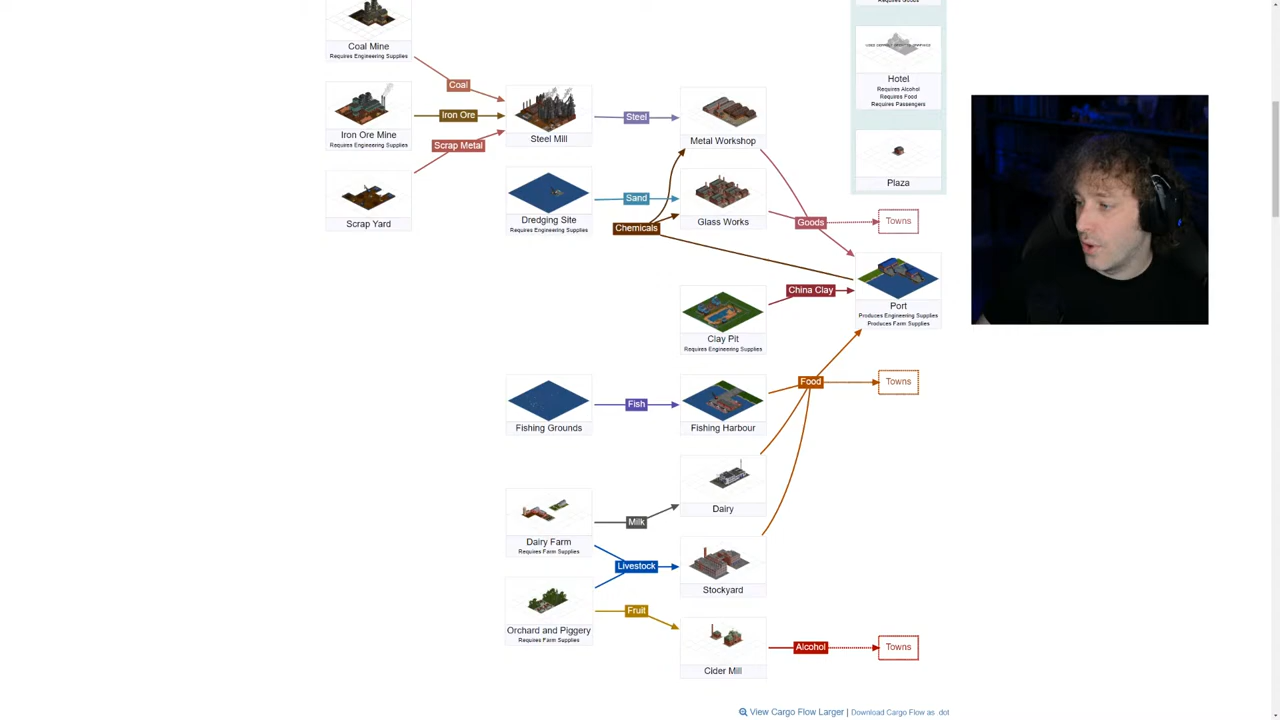 Requires Goods
Coal Mine
Requires Engineering Supplies
Hotel
Requires Alcohol
Requires Food
Requires Passengers
Coal
Iron Ore
Steel
Iron Ore Mine
Requires Engineering Supplies
Steel Mill
Metal Workshop
Scrap Metal
Plaza
Sand
Scrap Yard
Dredging Site
Requires Engineering Supplies
Chemicals
Glass Works
Goods
Towns
China Clay
Port
Produces Engineering Supplies
Produces Farm Supplies
Clay Pit
Requires Engineering Supplies
Food
Towns
Fish
Fishing Grounds
Fishing Harbour
Dairy
Milk
Dairy Farm
Requires Farm Supplies
Livestock
Stockyard
Fruit
Orchard and Piggery
Requires Farm Supplies
Alcohol
Towns
Cider Mill
View Cargo Flow Larger | Download Cargo Flow as .dot